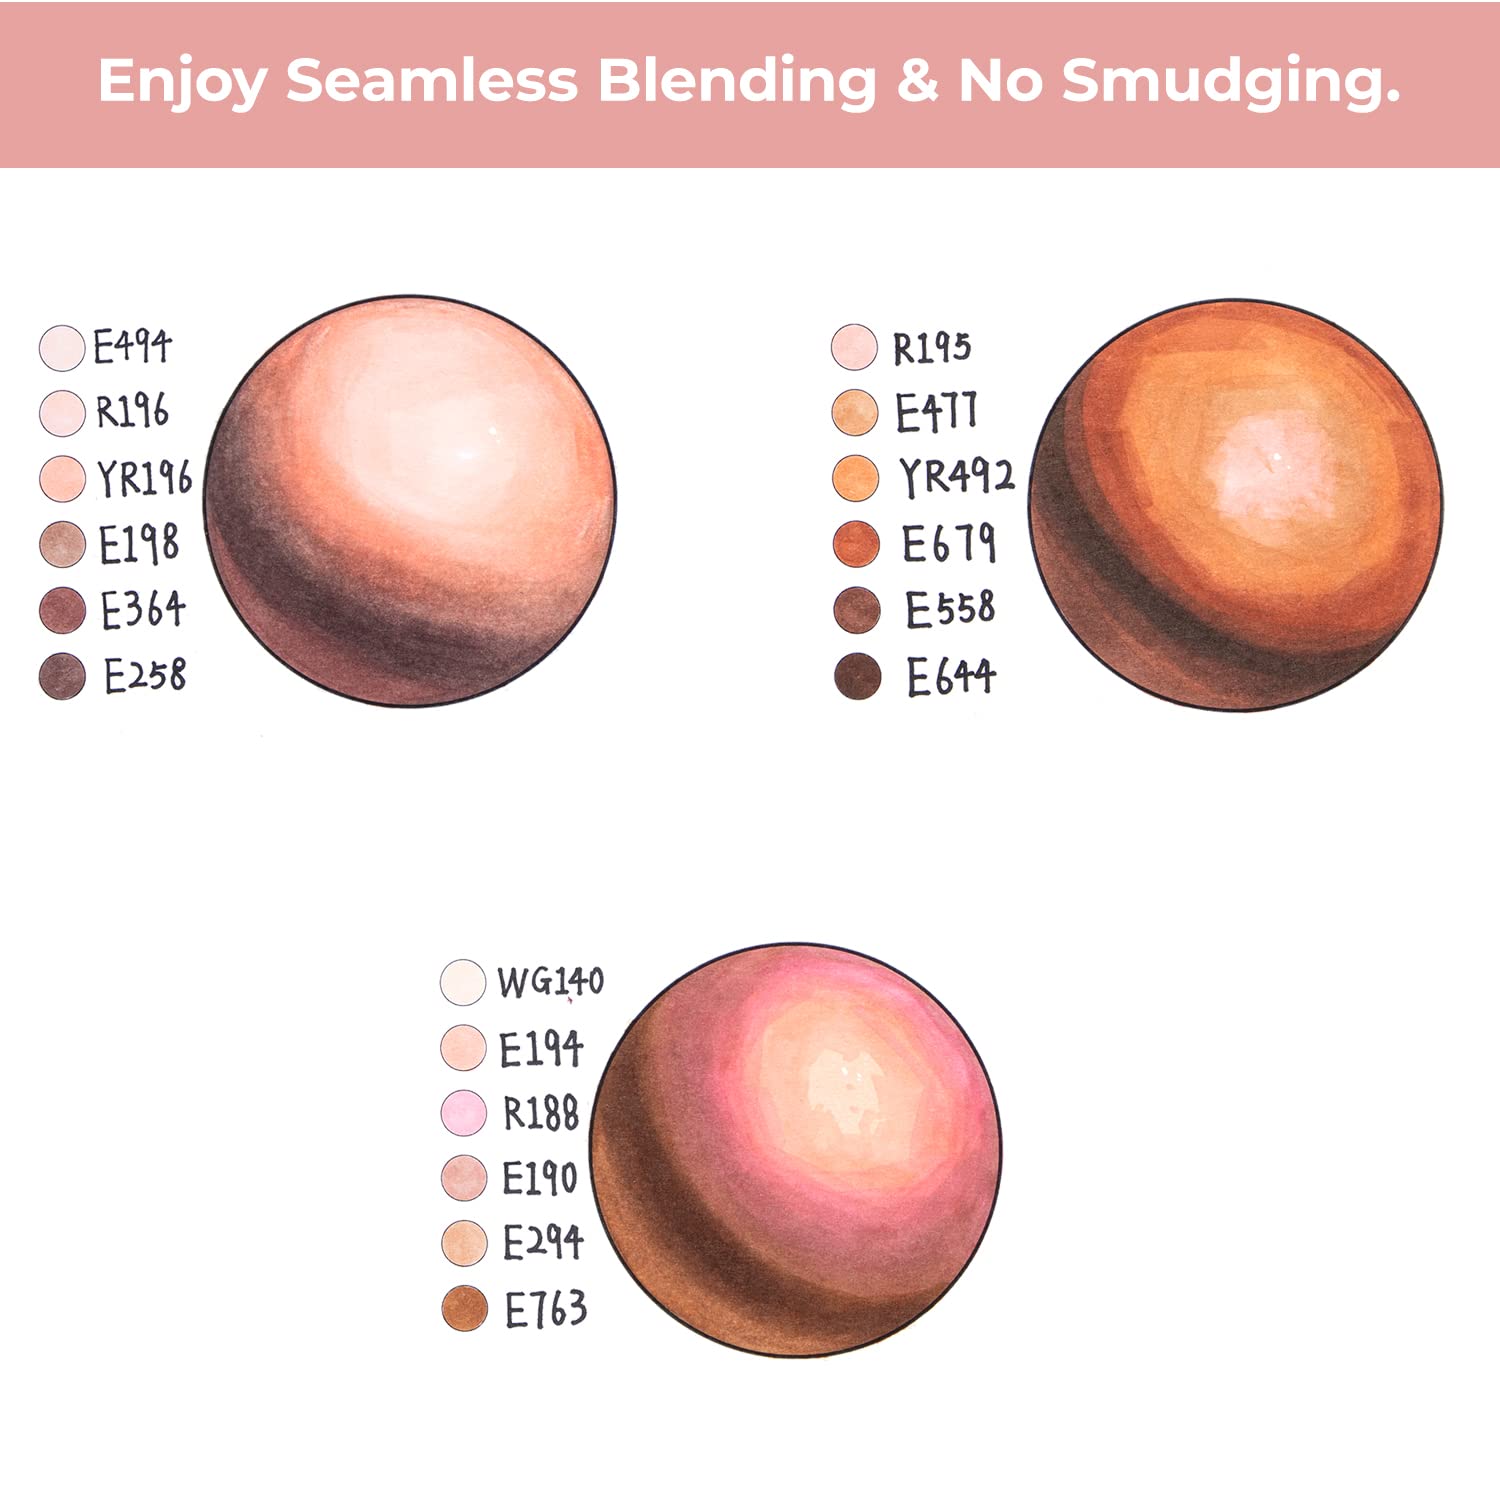 Enjoy Seamless Blending & No Smudging.
E494
R196
YR196
E198
E364
E258
R195
E477
YR492
E679
E558
E644
WG140
E194
R188
E190
E294
E763